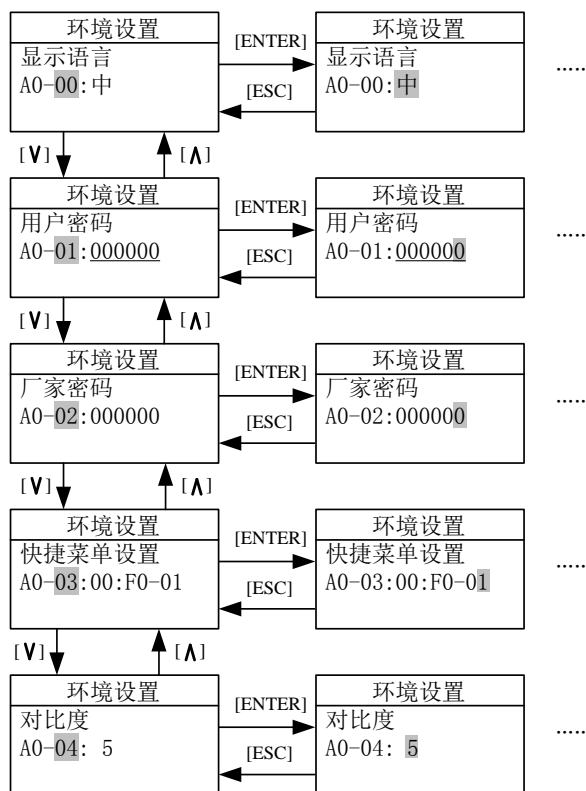 环境设置
显示语言
A0-00:中
[ENTER]
[ESC]
环境设置
显示语言
A0-00:中
.....
[∨]
[∧]
环境设置
用户密码
A0-01:000000
[ENTER]
[ESC]
环境设置
用户密码
A0-01:000000
.....
[∨]
[∧]
环境设置
厂家密码
A0-02:000000
[ENTER]
[ESC]
环境设置
厂家密码
A0-02:000000
.....
[∨]
[∧]
环境设置
快捷菜单设置
A0-03:00:F0-01
[ENTER]
[ESC]
环境设置
快捷菜单设置
A0-03:00:F0-01
.....
[∨]
[∧]
环境设置
对比度
A0-04: 5
[ENTER]
[ESC]
环境设置
对比度
A0-04: 5
.....